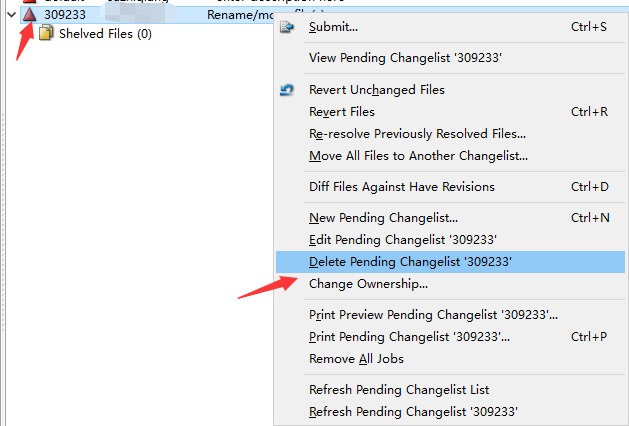 309233 Rename/mo
Shelved Files (0)
Submit... Ctrl+S
View Pending Changelist '309233'
Revert Unchanged Files
Revert Files Ctrl+R
Re-resolve Previously Resolved Files...
Move All Files to Another Changelist...
Diff Files Against Have Revisions Ctrl+D
New Pending Changelist... Ctrl+N
Edit Pending Changelist '309233'
Delete Pending Changelist '309233'
Change Ownership...
Print Preview Pending Changelist '309233'...
Print Pending Changelist '309233'... Ctrl+P
Remove All Jobs
Refresh Pending Changelist List
Refresh Pending Changelist '309233'